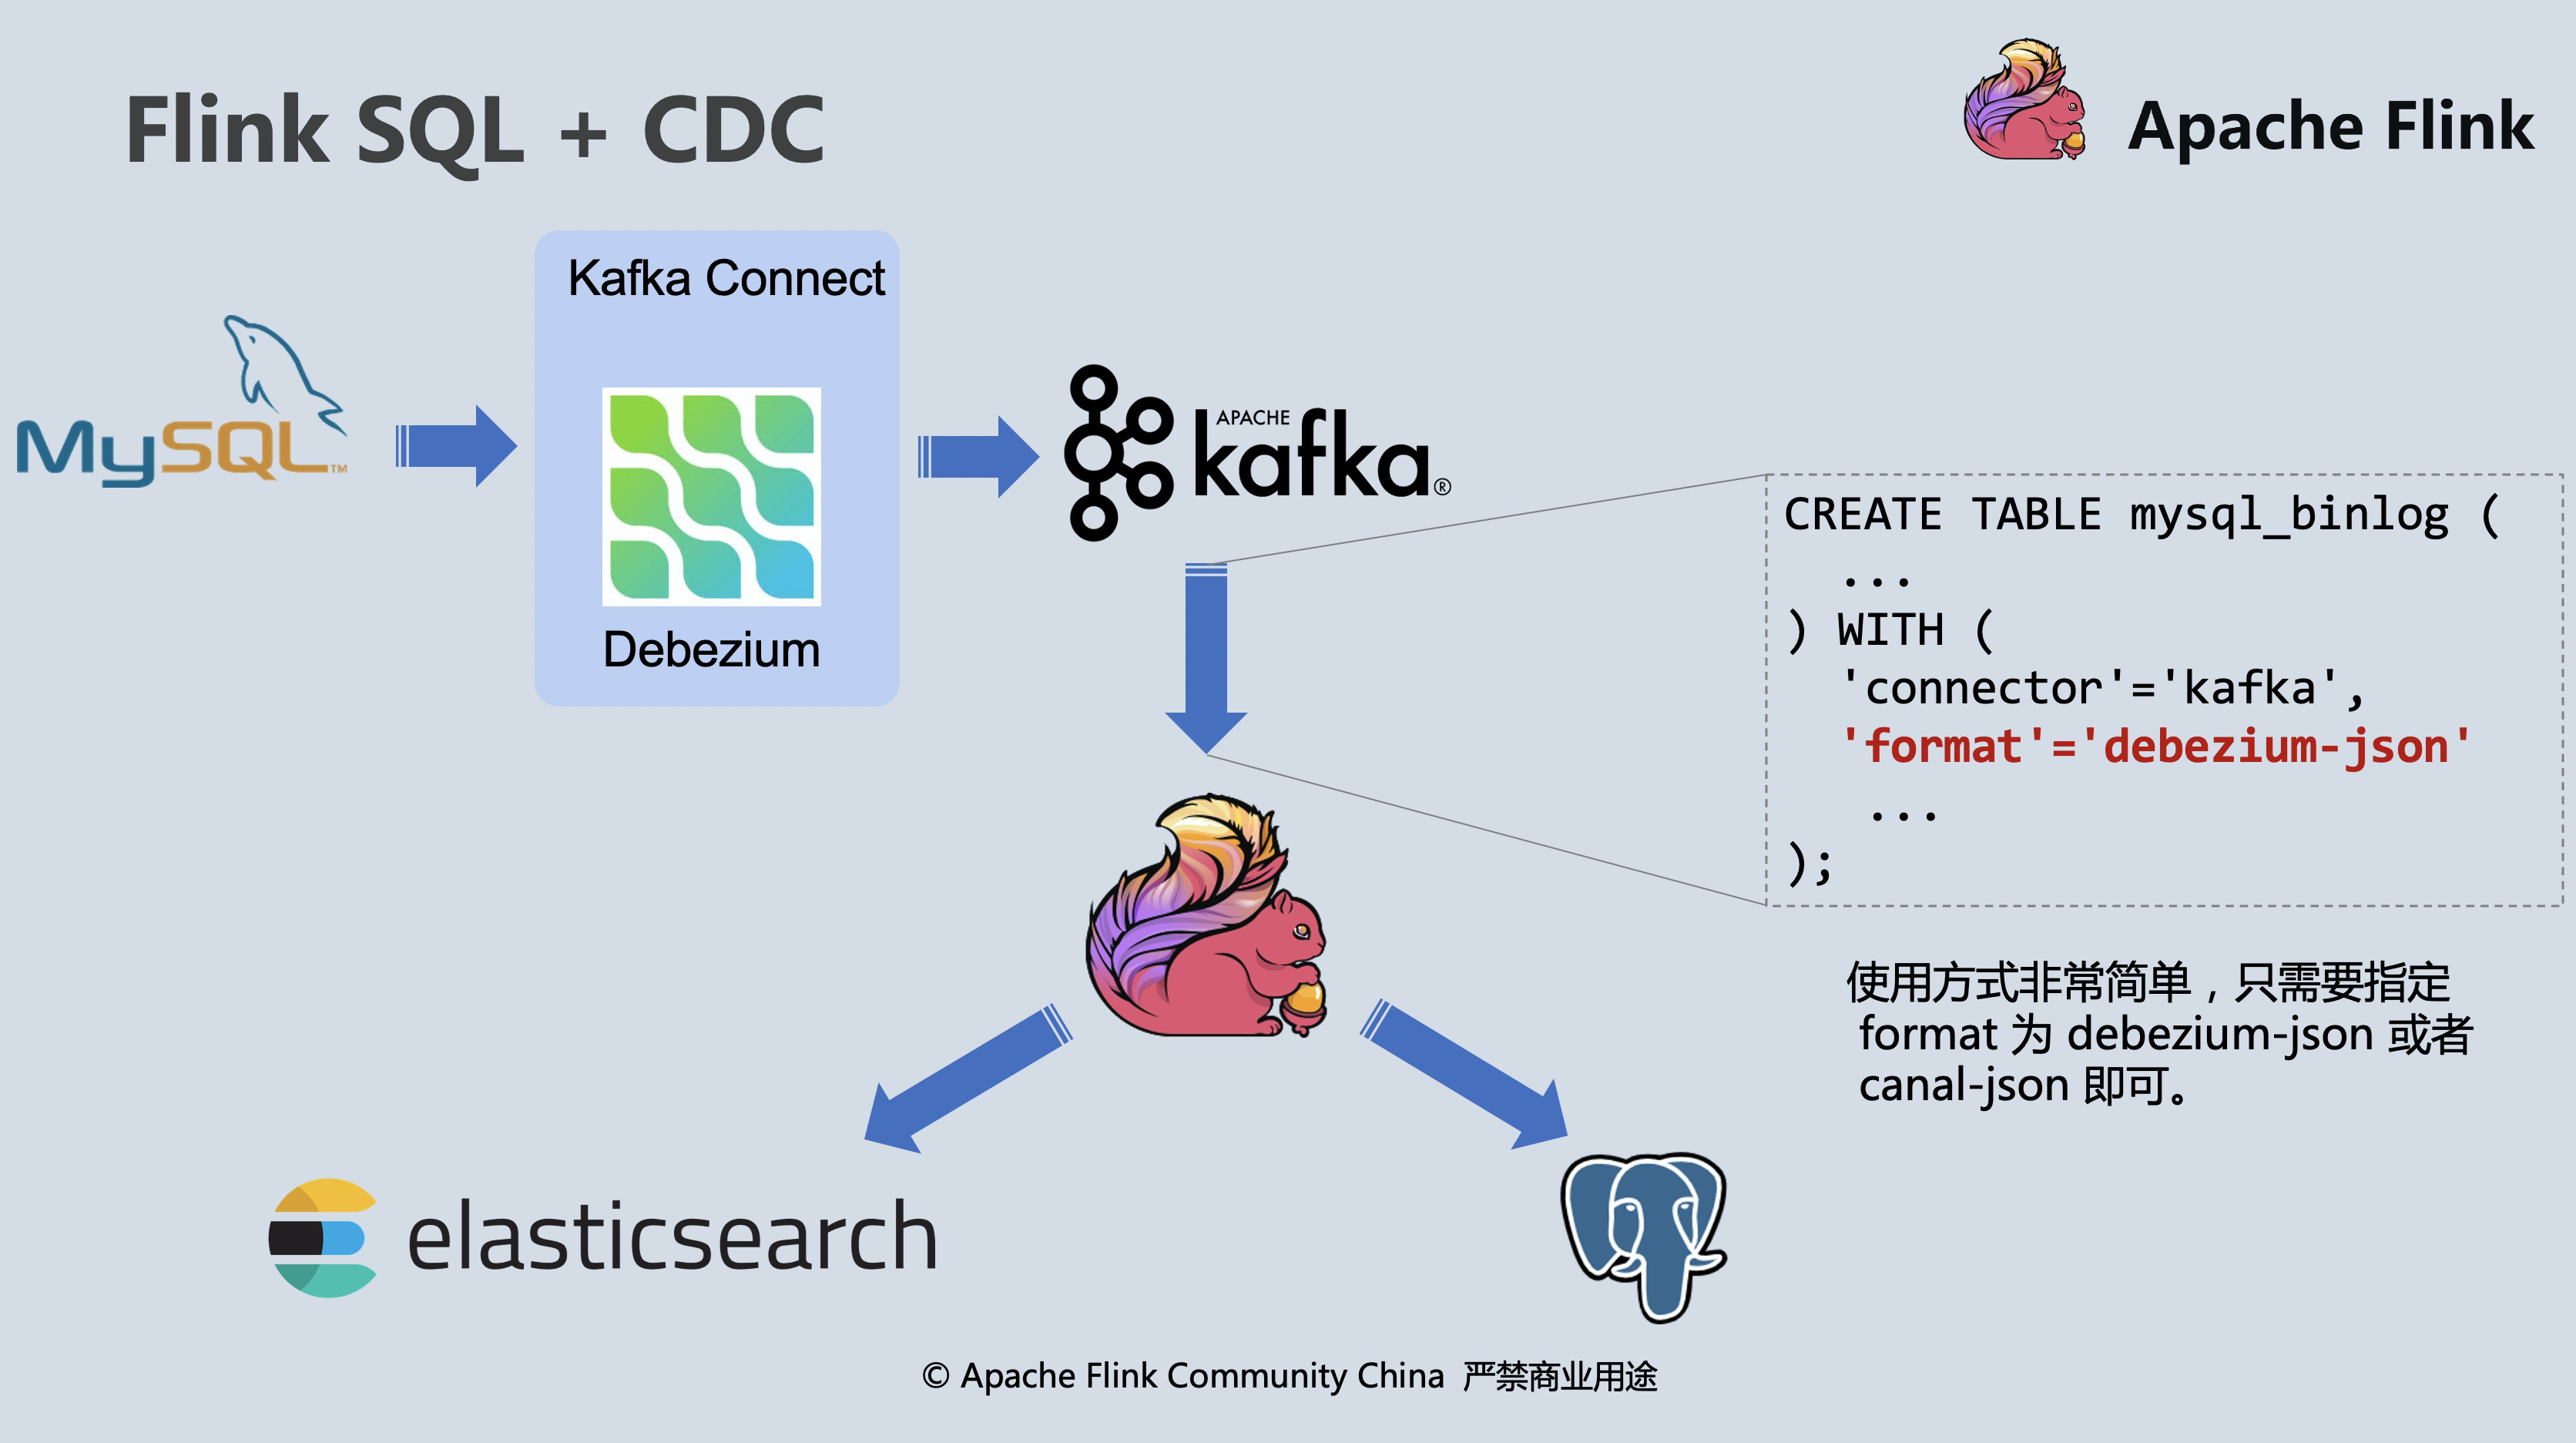 Flink SQL + CDC
Apache Flink
Kafka Connect
MySQL™
APACHE
kafka®
Debezium
CREATE TABLE mysql_binlog (
...
) WITH (
'connector'='kafka',
'format'='debezium-json'
...
);
使用方式非常简单，只需要指定
format 为 debezium-json 或者
canal-json 即可。
elasticsearch
© Apache Flink Community China 严禁商业用途